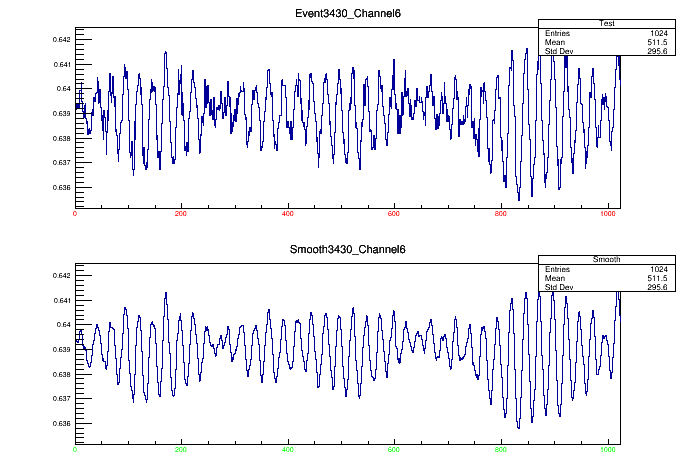 Event3430_Channel6
Test
Entries 1024
Mean 511.5
Std Dev 295.6
0.642
0.641
0.64
0.639
0.638
0.637
0.636
0 200 400 600 800 1000
Smooth3430_Channel6
Smooth
Entries 1024
Mean 511.5
Std Dev 295.6
0.642
0.641
0.64
0.639
0.638
0.637
0.636
0 200 400 600 800 1000